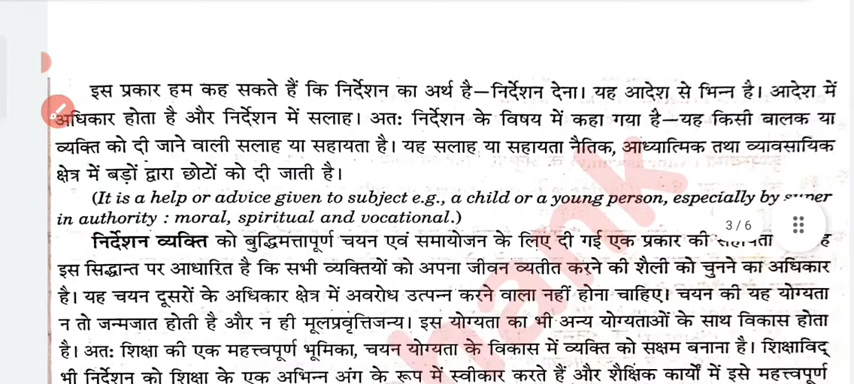 इस प्रकार हम कह सकते हैं कि निर्देशन का अर्थ है—निर्देशन देना। यह आदेश से भिन्न है। आदेश में
अधिकार होता है और निर्देशन में सलाह। अतः निर्देशन के विषय में कहा गया है—यह किसी बालक या
व्यक्ति को दी जाने वाली सलाह या सहायता है। यह सलाह या सहायता नैतिक, आध्यात्मिक तथा व्यावसायिक
क्षेत्र में बड़ों द्वारा छोटों को दी जाती है।
(It is a help or advice given to subject e.g., a child or a young person, especially by
in authority : moral, spiritual and vocational.)
3 / 6
निर्देशन व्यक्ति को बुद्धिमत्तापूर्ण चयन एवं समायोजन के लिए दी गई एक प्रकार की
इस सिद्धान्त पर आधारित है कि सभी व्यक्तियों को अपना जीवन व्यतीत करने की शैली को चुनने का अधिकार
है। यह चयन दूसरों के अधिकार क्षेत्र में अवरोध उत्पन्न करने वाला नहीं होना चाहिए। चयन की यह योग्यता
न तो जन्मजात होती है और न ही मूलप्रवृत्तिजन्य। इस योग्यता का भी अन्य योग्यताओं के साथ विकास होता
है। अतः शिक्षा की एक महत्त्वपूर्ण भूमिका, चयन योग्यता के विकास में व्यक्ति को सक्षम बनाना है। शिक्षाविद्
भी निर्देशन को शिक्षा के एक अभिन्न अंग के रूप में स्वीकार करते हैं और शैक्षिक कार्यों में इसे महत्त्वपूर्ण